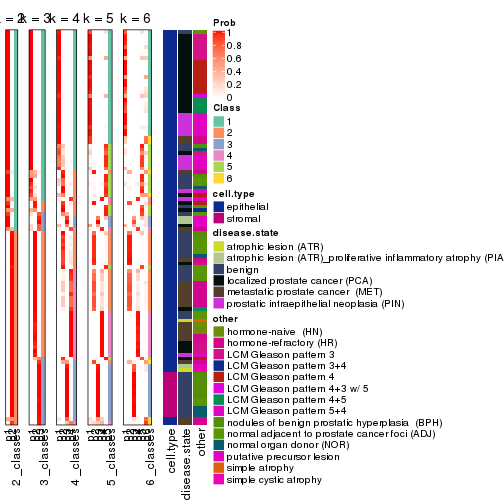 k = 2 k = 3 k = 4 k = 5 k = 6
2_classes
3_classes
4_classes
5_classes
6_classes
cell.type
disease.state
other
Prob
1
0.8
0.6
0.4
0.2
0
Class
1
2
3
4
5
6
cell.type
epithelial
stromal
disease.state
atrophic lesion (ATR)
atrophic lesion (ATR)_proliferative inflammatory atrophy (PIA
benign
localized prostate cancer (PCA)
metastatic prostate cancer (MET)
prostatic intraepithelial neoplasia (PIN)
other
hormone-naive (HN)
hormone-refractory (HR)
LCM Gleason pattern 3
LCM Gleason pattern 3+4
LCM Gleason pattern 4
LCM Gleason pattern 4+3 w/ 5
LCM Gleason pattern 4+5
LCM Gleason pattern 5+4
nodules of benign prostatic hyperplasia (BPH)
normal adjacent to prostate cancer foci (ADJ)
normal organ donor (NOR)
putative precursor lesion
simple atrophy
simple cystic atrophy